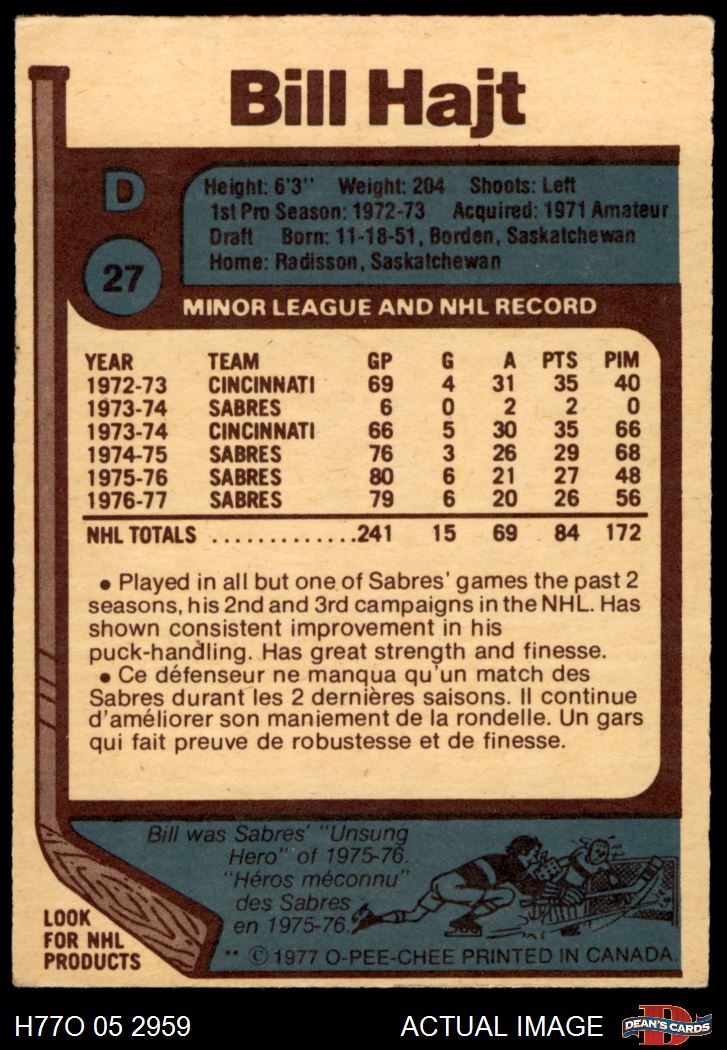 Bill Hajt
D
27
Height: 6'3" Weight: 204 Shoots: Left
1st Pro Season: 1972-73 Acquired: 1971 Amateur
Draft Born: 11-18-51, Borden, Saskatchewan
Home: Radisson, Saskatchewan
MINOR LEAGUE AND NHL RECORD
YEAR TEAM GP G A PTS PIM
1972-73 CINCINNATI 69 4 31 35 40
1973-74 SABRES 6 0 2 2 0
1973-74 CINCINNATI 66 5 30 35 66
1974-75 SABRES 76 3 26 29 68
1975-76 SABRES 80 6 21 27 48
1976-77 SABRES 79 6 20 26 56
NHL TOTALS .............241 15 69 84 172
• Played in all but one of Sabres' games the past 2
seasons, his 2nd and 3rd campaigns in the NHL. Has
shown consistent improvement in his
puck-handling. Has great strength and finesse.
• Ce défenseur ne manqua qu'un match des
Sabres durant les 2 dernières saisons. Il continue
d'améliorer son maniement de la rondelle. Un gars
qui fait preuve de robustesse et de finesse.
Bill was Sabres' "Unsung
Hero" of 1975-76.
"Héros méconnu"
des Sabres
en 1975-76.
LOOK
FOR NHL
PRODUCTS
** © 1977 O-PEE-CHEE PRINTED IN CANADA.
H77O 05 2959 ACTUAL IMAGE
D
DEAN'S CARDS